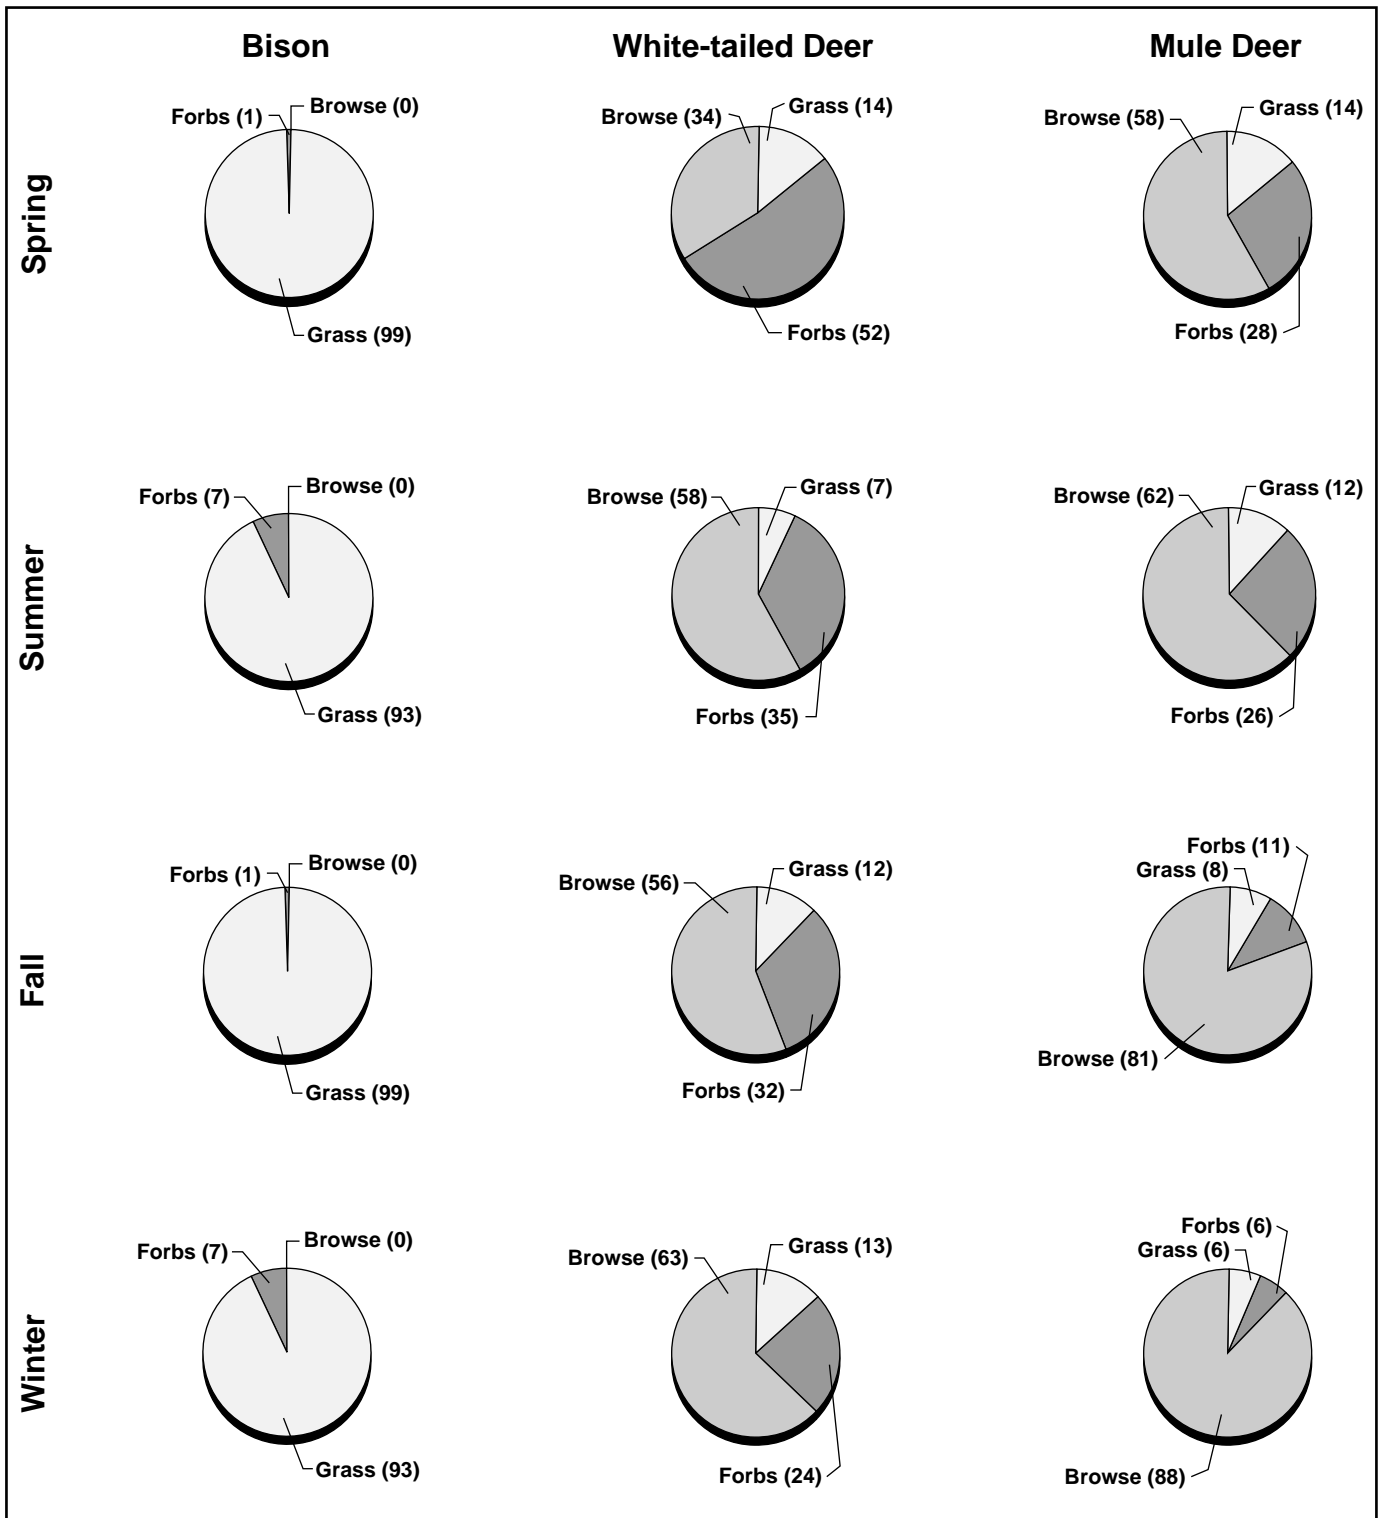 Bison
White-tailed Deer
Mule Deer
Spring
Forbs (1)
Browse (0)
Grass (99)
Browse (34)
Grass (14)
Forbs (52)
Browse (58)
Grass (14)
Forbs (28)
Summer
Forbs (7)
Browse (0)
Grass (93)
Browse (58)
Grass (7)
Forbs (35)
Browse (62)
Grass (12)
Forbs (26)
Fall
Forbs (1)
Browse (0)
Grass (99)
Browse (56)
Grass (12)
Forbs (32)
Forbs (11)
Grass (8)
Browse (81)
Winter
Forbs (7)
Browse (0)
Grass (93)
Browse (63)
Grass (13)
Forbs (24)
Forbs (6)
Grass (6)
Browse (88)